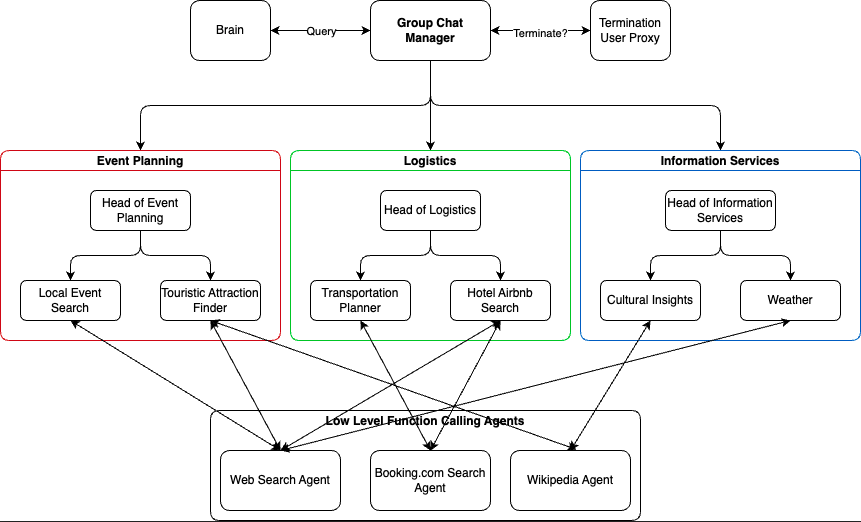 Brain
Query
Group Chat
Manager
Terminate?
Termination
User Proxy
Event Planning
Logistics
Information Services
Head of Event
Planning
Head of Logistics
Head of Information
Services
Local Event
Search
Touristic Attraction
Finder
Transportation
Planner
Hotel Airbnb
Search
Cultural Insights
Weather
Low Level Function Calling Agents
Web Search Agent
Booking.com Search
Agent
Wikipedia Agent